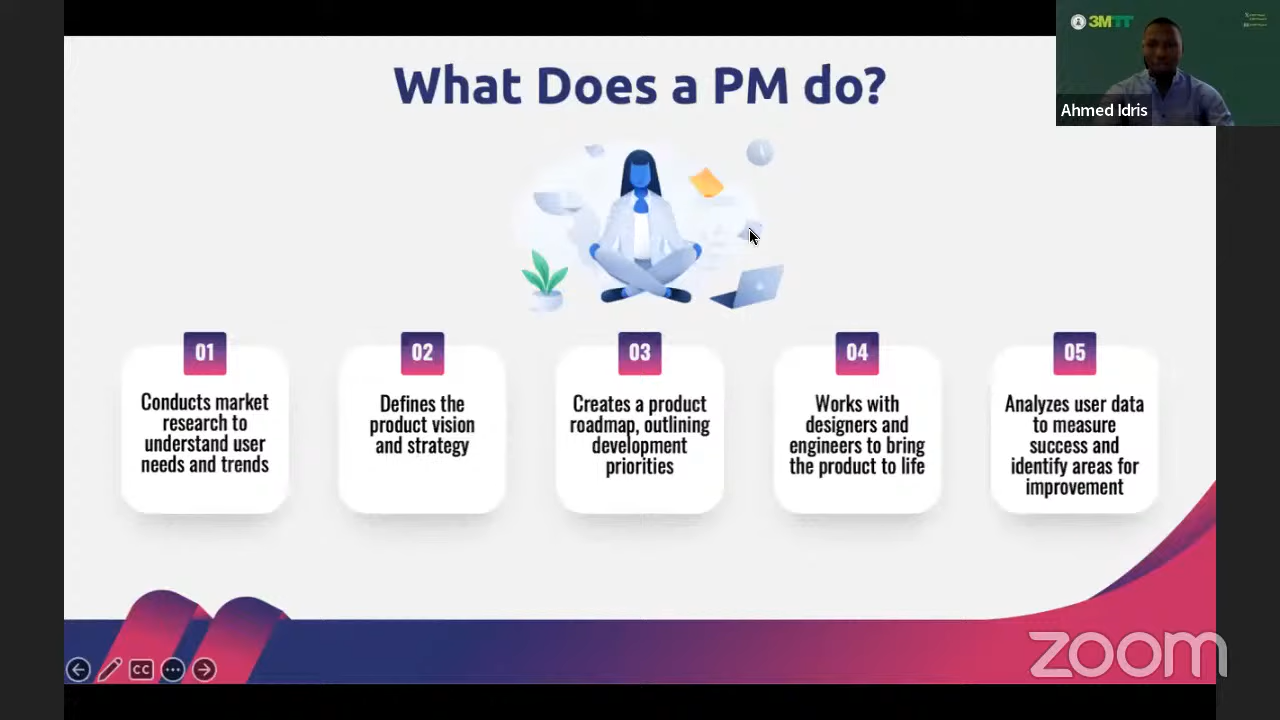 3MTT
What Does a PM do?
Ahmed Idris
01
Conducts market
research to
understand user
needs and trends
02
Defines the
product vision
and strategy
03
Creates a product
roadmap, outlining
development
priorities
04
Works with
designers and
engineers to bring
the product to life
05
Analyzes user data
to measure
success and
identify areas for
improvement
CC
zoom